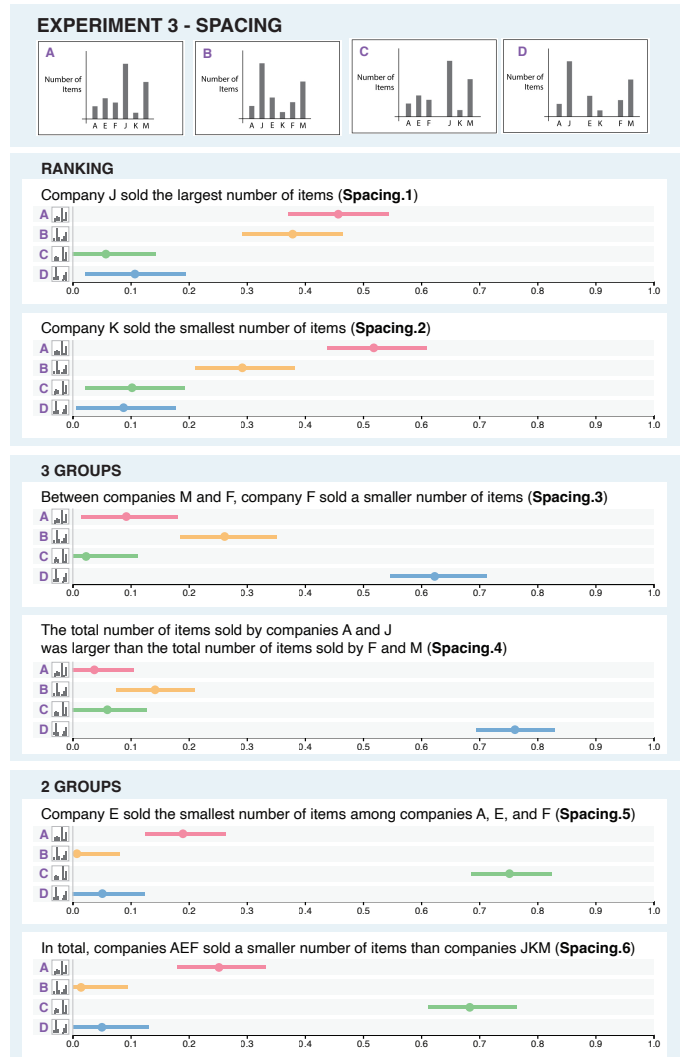 EXPERIMENT 3 - SPACING
A B C D
Number of Items
A E F J K M
Number of Items
A J E K F M
Number of Items
A E F J K M
Number of Items
A J E K F M
RANKING
Company J sold the largest number of items (Spacing.1)
A
B
C
D
0.0 0.1 0.2 0.3 0.4 0.5 0.6 0.7 0.8 0.9 1.0
Company K sold the smallest number of items (Spacing.2)
A
B
C
D
0.0 0.1 0.2 0.3 0.4 0.5 0.6 0.7 0.8 0.9 1.0
3 GROUPS
Between companies M and F, company F sold a smaller number of items (Spacing.3)
A
B
C
D
0.0 0.1 0.2 0.3 0.4 0.5 0.6 0.7 0.8 0.9 1.0
The total number of items sold by companies A and J
was larger than the total number of items sold by F and M (Spacing.4)
A
B
C
D
0.0 0.1 0.2 0.3 0.4 0.5 0.6 0.7 0.8 0.9 1.0
2 GROUPS
Company E sold the smallest number of items among companies A, E, and F (Spacing.5)
A
B
C
D
0.0 0.1 0.2 0.3 0.4 0.5 0.6 0.7 0.8 0.9 1.0
In total, companies AEF sold a smaller number of items than companies JKM (Spacing.6)
A
B
C
D
0.0 0.1 0.2 0.3 0.4 0.5 0.6 0.7 0.8 0.9 1.0